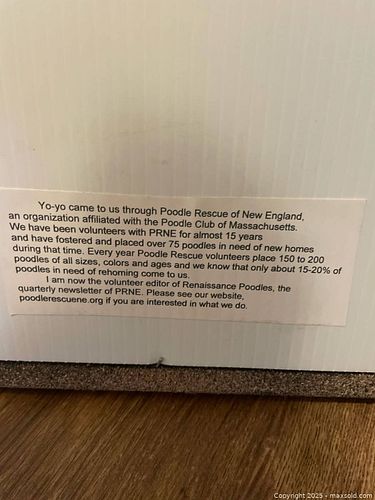 Yo-yo came to us through Poodle Rescue of New England,
an organization affiliated with the Poodle Club of Massachusetts.
We have been volunteers with PRNE for almost 15 years
and have fostered and placed over 75 poodles in need of new homes
during that time. Every year Poodle Rescue volunteers place 150 to 200
poodles of all sizes, colors and ages and we know that only about 15-20% of
poodles in need of rehoming come to us.
I am now the volunteer editor of Renaissance Poodles, the
quarterly newsletter of PRNE. Please see our website,
poodlerescuene.org if you are interested in what we do.
Copyright 2025 - maxsold.com